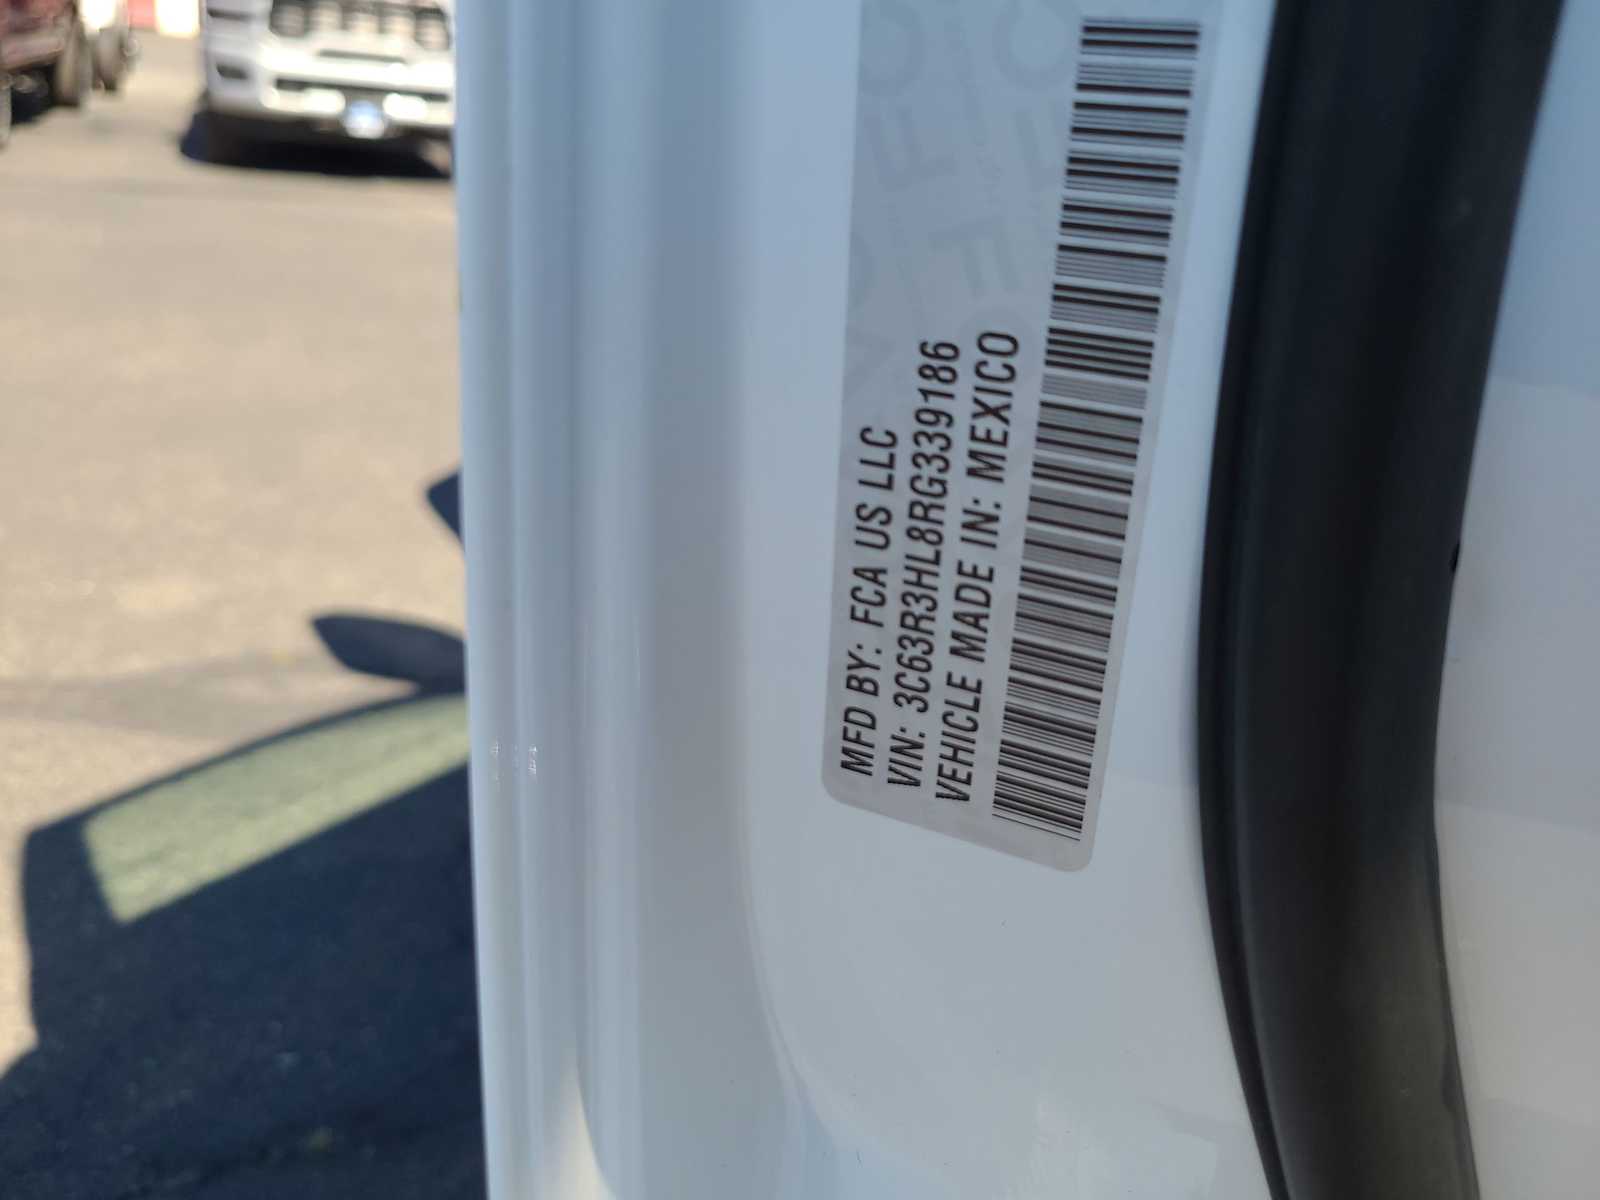 MFD BY: FCA US LLC
VIN: 3C63R3HL8RG339186
VEHICLE MADE IN: MEXICO